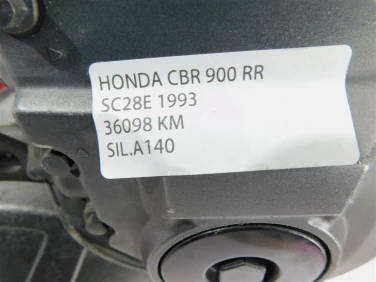 HONDA CBR 900 RR
SC28E 1993
36098 KM
SIL.A140